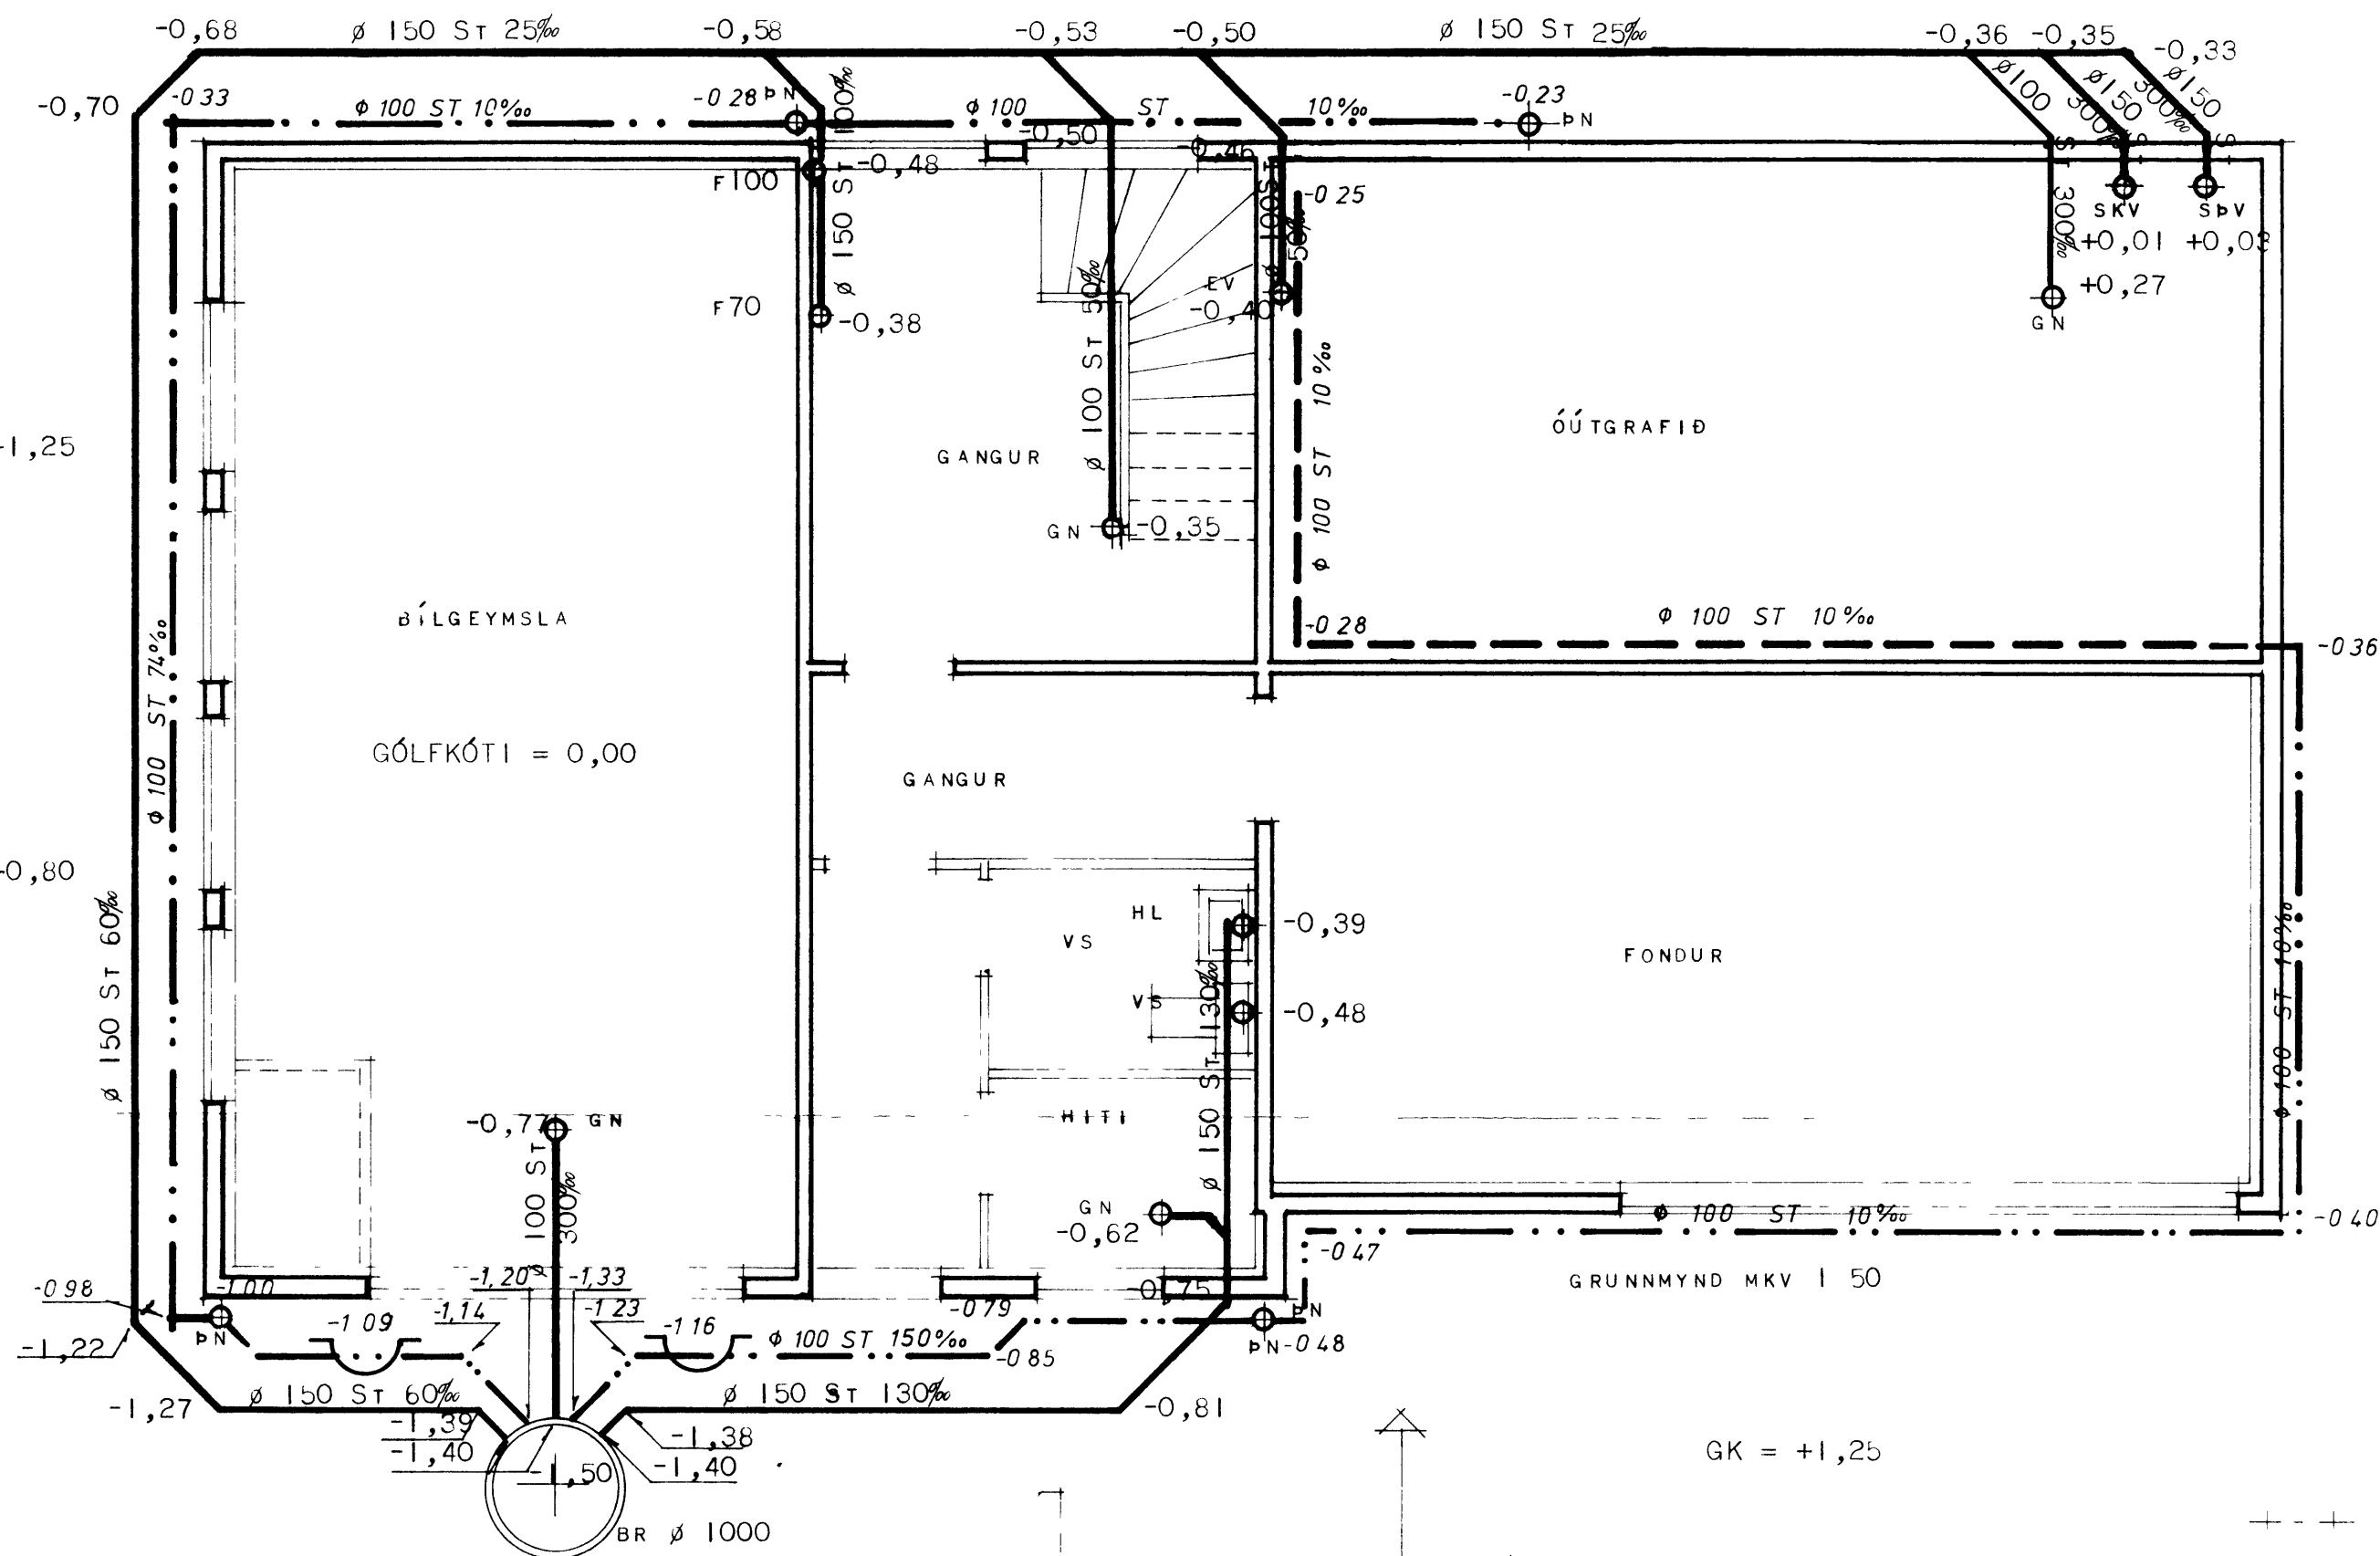 -0,68 ø 150 ST 25‰ -0,58 -0,53 -0,50 ø 150 ST 25‰ -0,36 -0,35 -0,33
-0,70 -0 33 ϕ 100 ST 10‰ -0 28 ÞN ϕ 100 ST 10‰ -0,23 ÞN
100‰
ø100 ST 300‰
ø150 300‰ ST
ø150 300‰ ST
-0,50
-0,46
F100 -0,48
ø 150 ST
ø 100 ST 50‰
-0 25
SKV SÞV
+0,01 +0,03
+0,27
GN
EV
-0,40
F70 -0,38
ø 100 ST 50‰
ϕ 100 ST 10‰
-1,25
GANGUR
ÓÚTGRAFIÐ
GN -0,35
BÍLGEYMSLA
-0 28 ϕ 100 ST 10‰ -0 36
ϕ 100 ST 74‰
GÓLFKÓTI = 0,00
GANGUR
-0,80
HL -0,39
VS
FONDUR
VS -0,48
ø 150 ST 60‰
ø 150 ST 130‰
ϕ 100 ST 10‰
-0,77 GN
HITI
ø 100 ST 300‰
GN
-0,62
ϕ 100 ST 10‰ -0 40
-0 47
GRUNNMYND MKV 1 50
-0 98 -1 00 -1,20 -1,33 -0,75
-1,14 -1 23 -0 79 ÞN
ÞN -1 09 -1 16 ϕ 100 ST 150‰ ÞN -0 48
-1,22 -0 85
-1,27 ø 150 ST 60‰ ø 150 ST 130‰ -0,81
-1,39 -1,38
-1,40 -1,50 -1,40
GK = +1,25
BR ø 1000